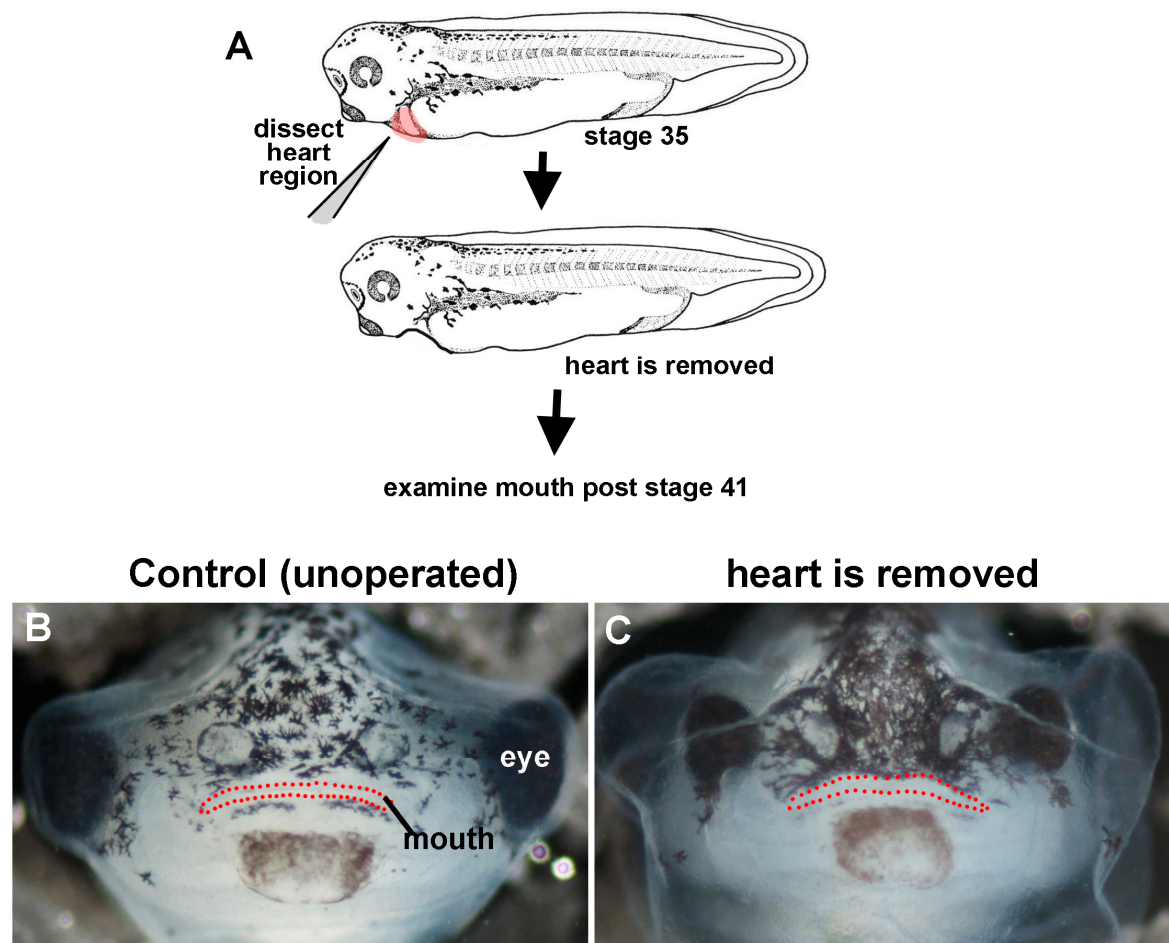 A
dissect
heart
region
stage 35
heart is removed
examine mouth post stage 41
Control (unoperated)
heart is removed
B
eye
mouth
C